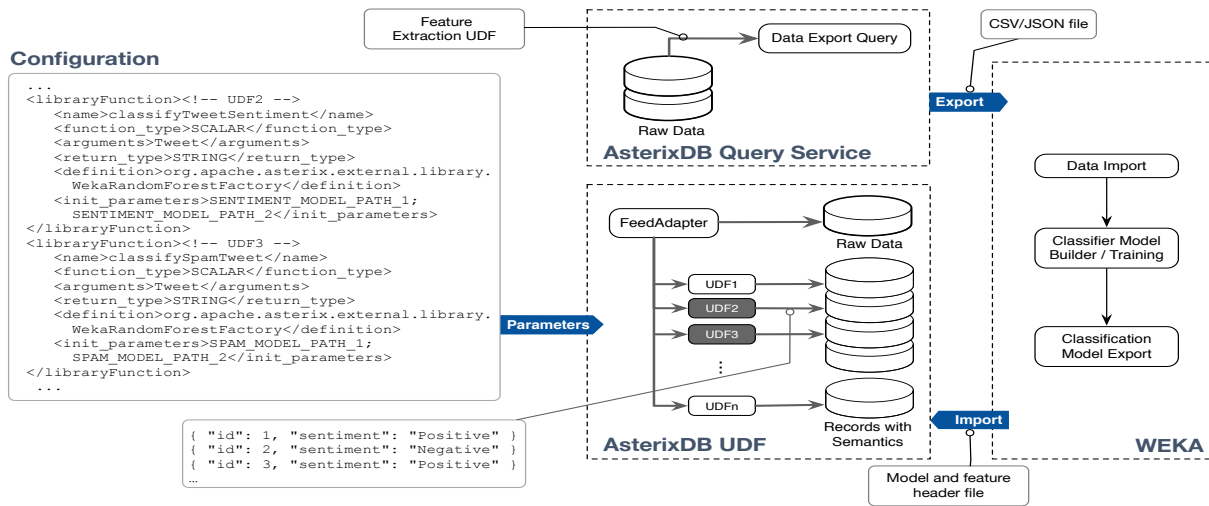 Configuration
...
<libraryFunction><!-- UDF2 -->
<name>classifyTweetSentiment</name>
<function_type>SCALAR</function_type>
<arguments>Tweet</arguments>
<return_type>STRING</return_type>
<definition>org.apache.asterix.external.library.
WekaRandomForestFactory</definition>
<init_parameters>SENTIMENT_MODEL_PATH_1;
SENTIMENT_MODEL_PATH_2</init_parameters>
</libraryFunction>
<libraryFunction><!-- UDF3 -->
<name>classifySpamTweet</name>
<function_type>SCALAR</function_type>
<arguments>Tweet</arguments>
<return_type>STRING</return_type>
<definition>org.apache.asterix.external.library.
WekaRandomForestFactory</definition>
<init_parameters>SPAM_MODEL_PATH_1;
SPAM_MODEL_PATH_2</init_parameters>
</libraryFunction>
...
Parameters
Feature
Extraction UDF
Data Export Query
Raw Data
AsterixDB Query Service
CSV/JSON file
Export
FeedAdapter
Raw Data
UDF1
UDF2
UDF3
...
UDFn
Records with
Semantics
AsterixDB UDF
{ "id": 1, "sentiment": "Positive" }
{ "id": 2, "sentiment": "Negative" }
{ "id": 3, "sentiment": "Positive" }
…
Import
Model and feature
header file
Data Import
Classifier Model
Builder / Training
Classification
Model Export
WEKA